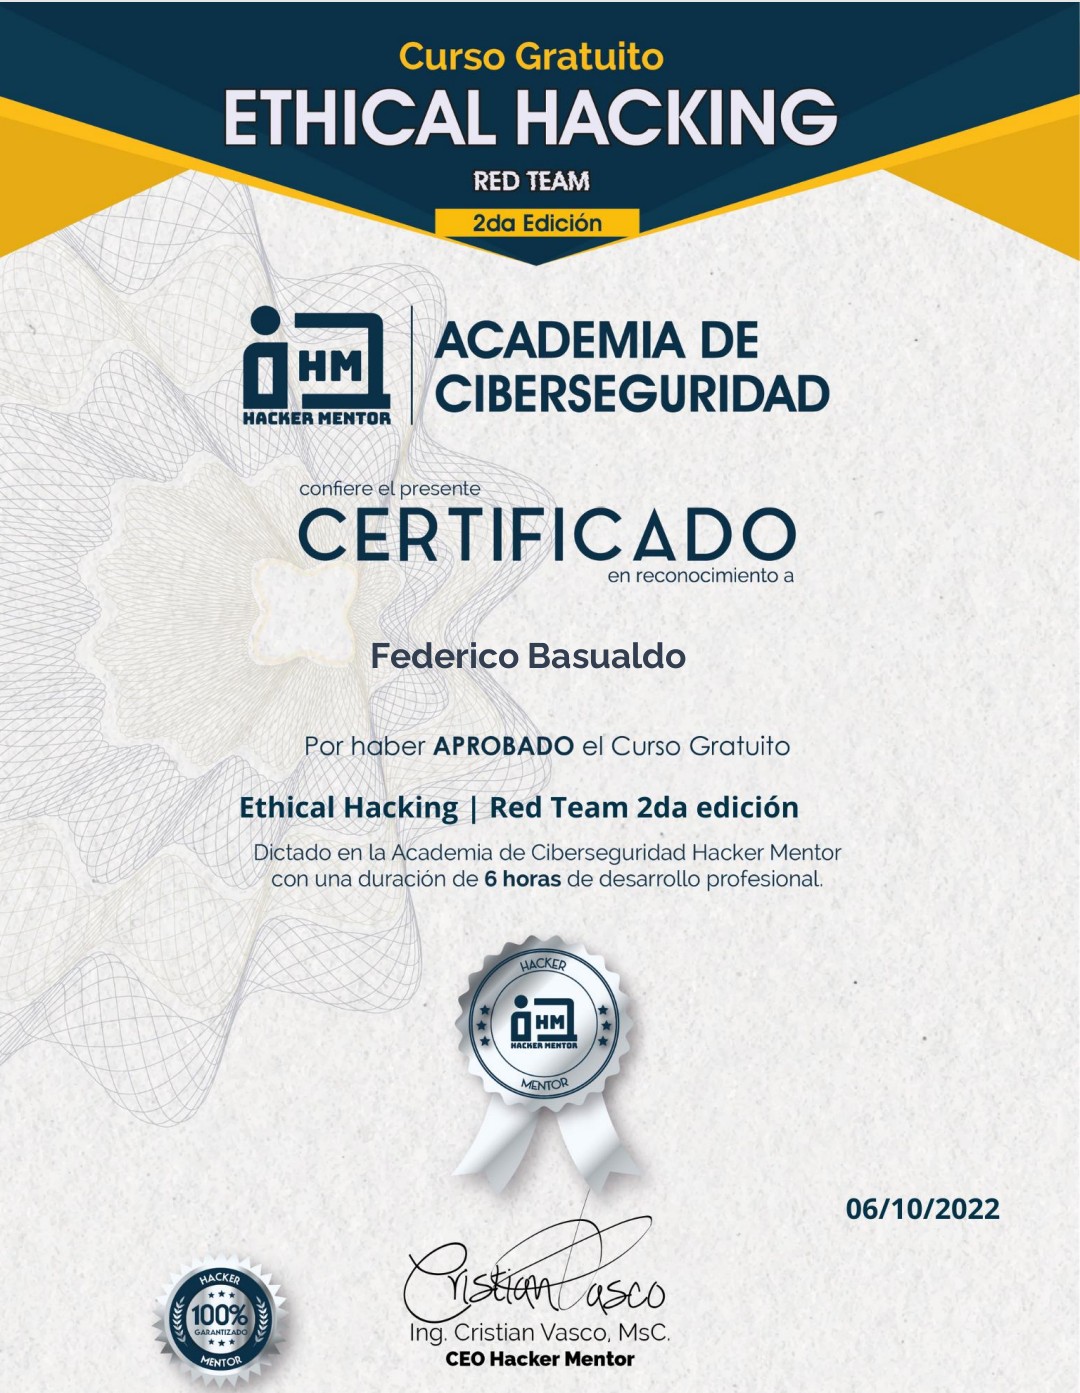 Curso Gratuito
ETHICAL HACKING
RED TEAM
2da Edición
HM
HACKER MENTOR
ACADEMIA DE
CIBERSEGURIDAD
confiere el presente
CERTIFICADO
en reconocimiento a
Federico Basualdo
Por haber APROBADO el Curso Gratuito
Ethical Hacking | Red Team 2da edición
Dictado en la Academia de Ciberseguridad Hacker Mentor
con una duración de 6 horas de desarrollo profesional.
HACKER
HM
HACKER MENTOR
MENTOR
06/10/2022
Cristian Vasco
Ing. Cristian Vasco, MsC.
CEO Hacker Mentor
HACKER
100%
GARANTIZADO
MENTOR